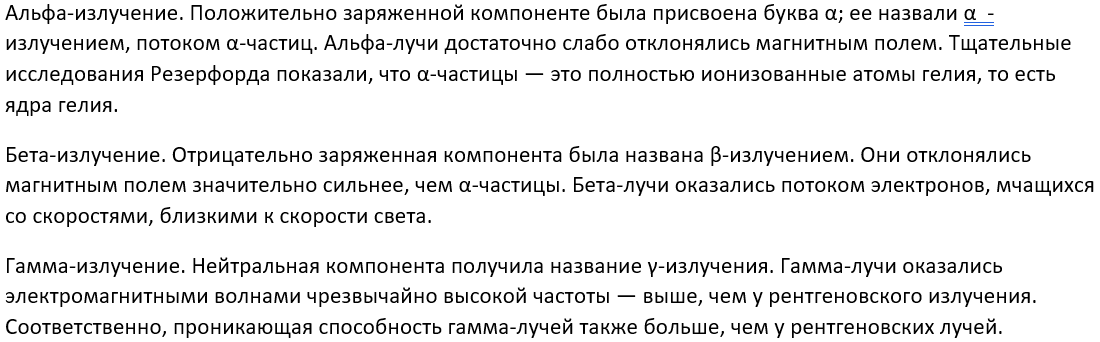 Альфа-излучение. Положительно заряженной компоненте была присвоена буква α; ее назвали α -
излучением, потоком α-частиц. Альфа-лучи достаточно слабо отклонялись магнитным полем. Тщательные
исследования Резерфорда показали, что α-частицы — это полностью ионизованные атомы гелия, то есть
ядра гелия.
Бета-излучение. Отрицательно заряженная компонента была названа β-излучением. Они отклонялись
магнитным полем значительно сильнее, чем α-частицы. Бета-лучи оказались потоком электронов, мчащихся
со скоростями, близкими к скорости света.
Гамма-излучение. Нейтральная компонента получила название γ-излучения. Гамма-лучи оказались
электромагнитными волнами чрезвычайно высокой частоты — выше, чем у рентгеновского излучения.
Соответственно, проникающая способность гамма-лучей также больше, чем у рентгеновских лучей.